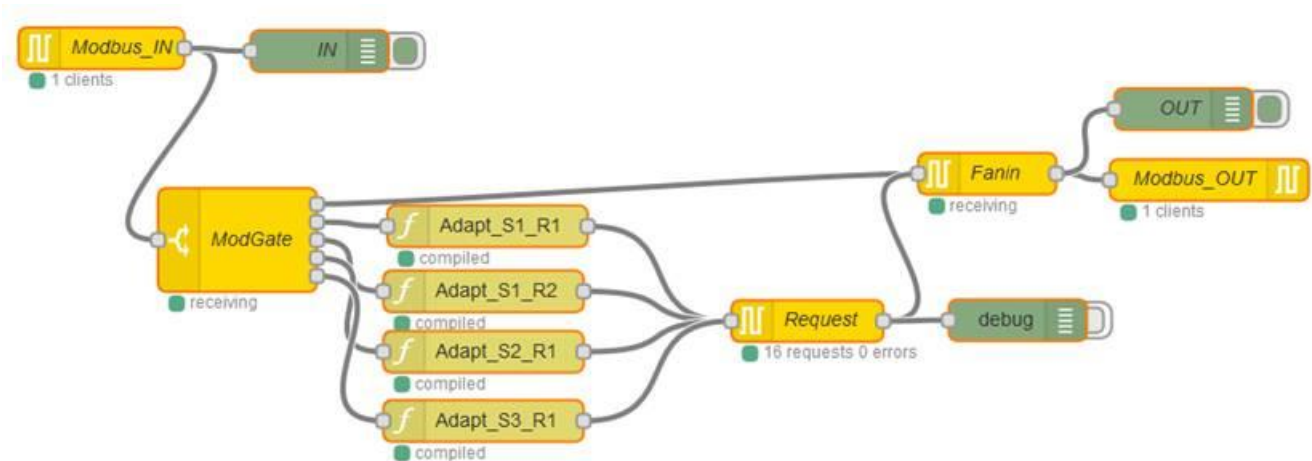 Modbus_IN
1 clients
IN
ModGate
receiving
Adapt_S1_R1
compiled
Adapt_S1_R2
compiled
Adapt_S2_R1
compiled
Adapt_S3_R1
compiled
Request
16 requests 0 errors
debug
Fanin
receiving
OUT
Modbus_OUT
1 clients